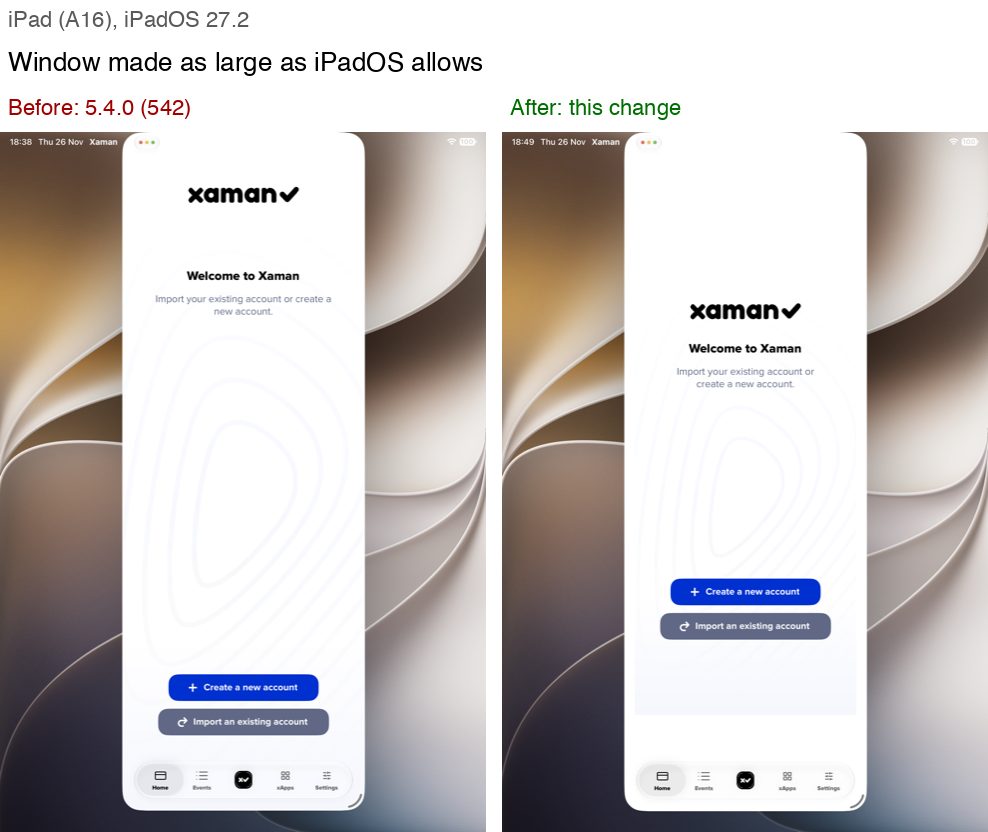 iPad (A16), iPadOS 27.2
Window made as large as iPadOS allows
Before: 5.4.0 (542)
After: this change
18:38 Thu 26 Nov Xaman
100
xaman
Welcome to Xaman
Import your existing account or create a
new account.
+ Create a new account
Import an existing account
Home Events xApps Settings
18:49 Thu 26 Nov Xaman
100
xaman
Welcome to Xaman
Import your existing account or
create a new account.
+ Create a new account
Import an existing account
Home Events xApps Settings